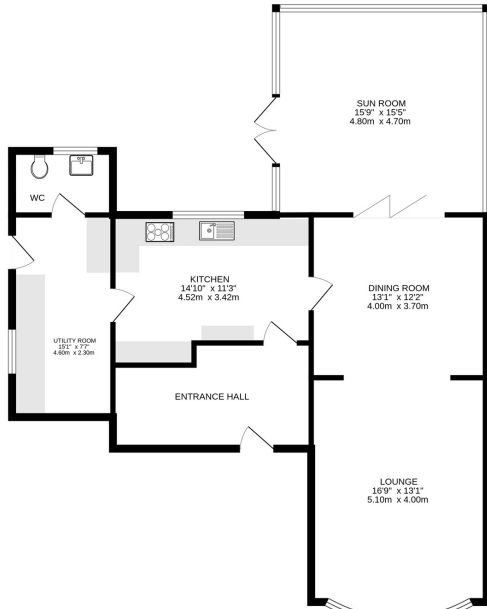 SUN ROOM
15'9" x 15'5"
4.80m x 4.70m
WC
KITCHEN
14'10" x 11'3"
4.52m x 3.42m
DINING ROOM
13'1" x 12'2"
4.00m x 3.70m
UTILITY ROOM
15'1" x 7'7"
4.60m x 2.30m
ENTRANCE HALL
LOUNGE
16'9" x 13'1"
5.10m x 4.00m